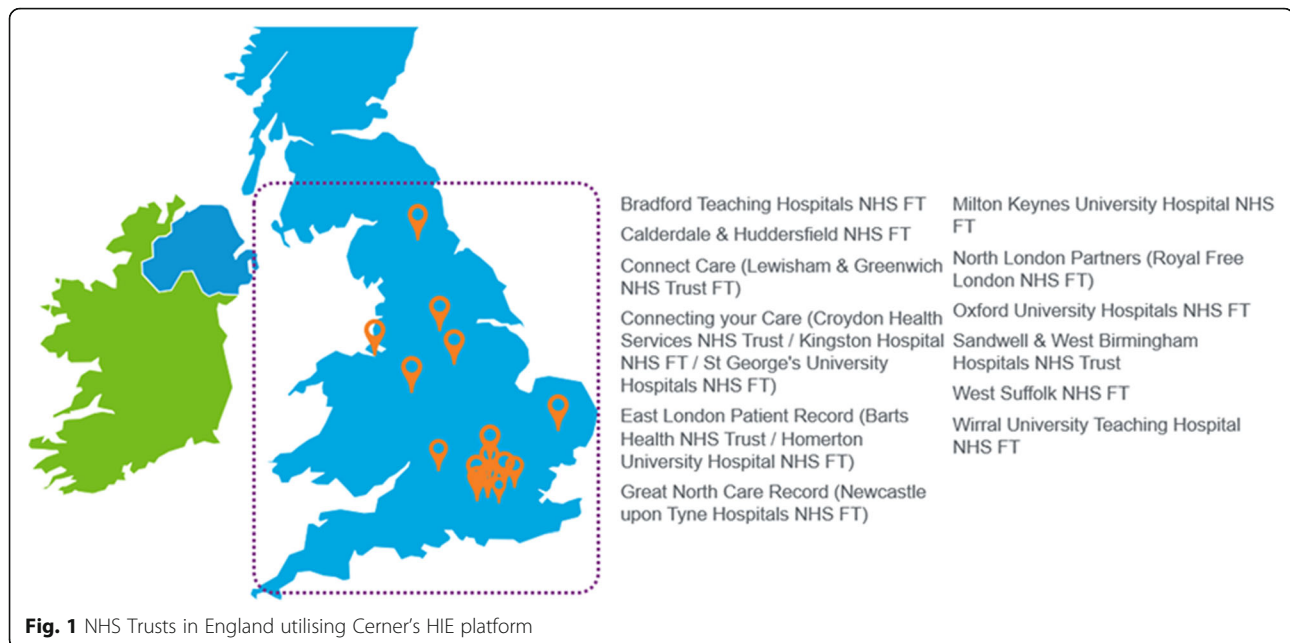 Bradford Teaching Hospitals NHS FT
Calderdale & Huddersfield NHS FT
Connect Care (Lewisham & Greenwich
NHS Trust FT)
Connecting your Care (Croydon Health
Services NHS Trust / Kingston Hospital
NHS FT / St George's University
Hospitals NHS FT)
East London Patient Record (Barts
Health NHS Trust / Homerton
University Hospital NHS FT)
Great North Care Record (Newcastle
upon Tyne Hospitals NHS FT)
Milton Keynes University Hospital NHS
FT
North London Partners (Royal Free
London NHS FT)
Oxford University Hospitals NHS FT
Sandwell & West Birmingham
Hospitals NHS Trust
West Suffolk NHS FT
Wirral University Teaching Hospital
NHS FT
Fig. 1 NHS Trusts in England utilising Cerner's HIE platform